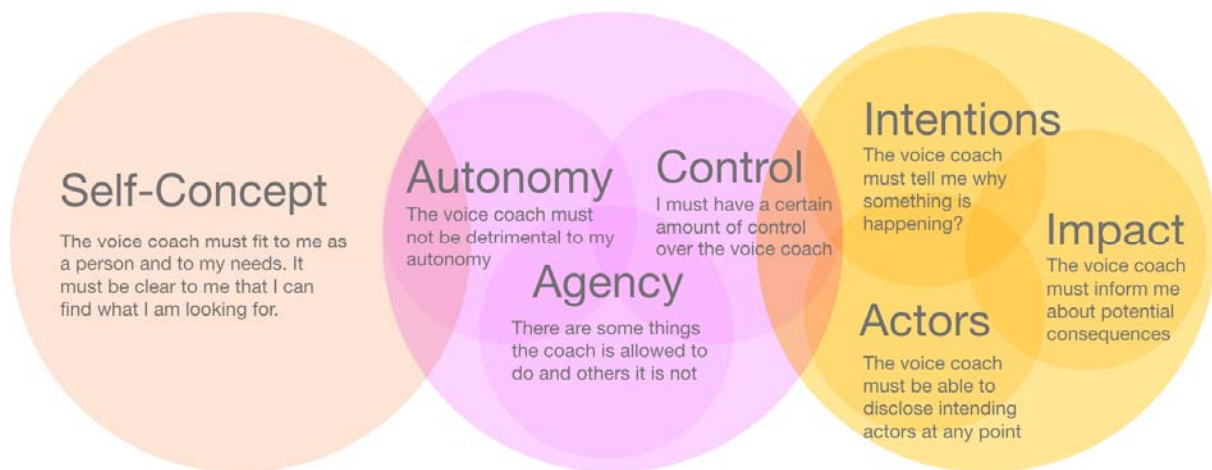 Self-Concept
The voice coach must fit to me as
a person and to my needs. It
must be clear to me that I can
find what I am looking for.
Autonomy
The voice coach must
not be detrimental to my
autonomy
Control
I must have a certain
amount of control
over the voice coach
Agency
There are some things
the coach is allowed to
do and others it is not
Intentions
The voice coach
must tell me why
something is
happening?
Impact
The voice coach
must inform me
about potential
consequences
Actors
The voice coach
must be able to
disclose intending
actors at any point